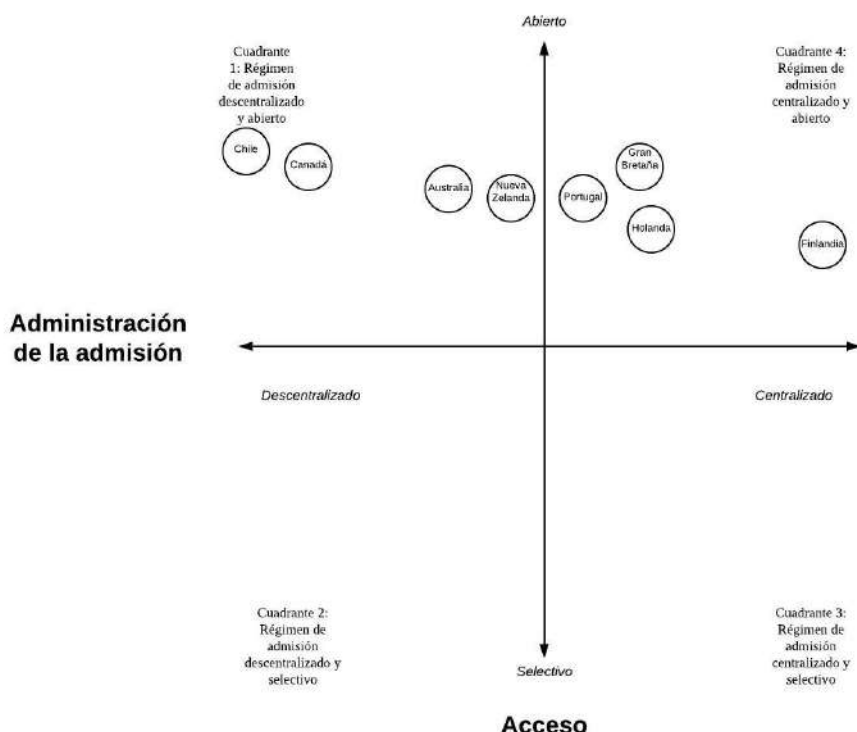 Abierto
Cuadrante
1: Régimen
de admisión
descentralizado
y abierto
Cuadrante 4:
Régimen de
admisión
centralizado y
abierto
Chile
Canadá
Australia
Nueva
Zelanda
Portugal
Gran
Bretaña
Holanda
Finlandia
Administración
de la admisión
Descentralizado
Centralizado
Cuadrante 2:
Régimen de
admisión
descentralizado y
selectivo
Cuadrante 3:
Régimen de
admisión
centralizado y
selectivo
Selectivo
Acceso